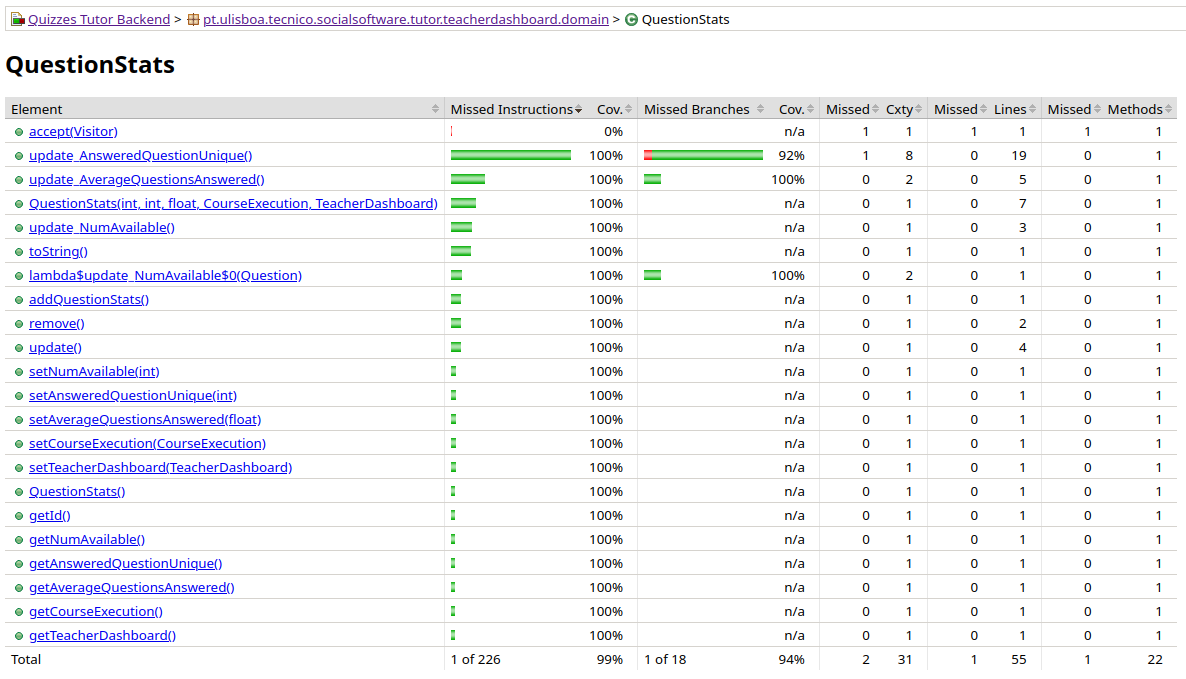 Quizzes Tutor Backend > pt.ulisboa.tecnico.socialsoftware.tutor.teacherdashboard.domain > QuestionStats
QuestionStats
Element Missed Instructions Cov. Missed Branches Cov. Missed Cxty Missed Lines Missed Methods
accept(Visitor) 0% n/a 1 1 1 1 1 1
update_AnsweredQuestionUnique() 100% 92% 1 8 0 19 0 1
update_AverageQuestionsAnswered() 100% 100% 0 2 0 5 0 1
QuestionStats(int, int, float, CourseExecution, TeacherDashboard) 100% n/a 0 1 0 7 0 1
update_NumAvailable() 100% n/a 0 1 0 3 0 1
toString() 100% n/a 0 1 0 1 0 1
lambda$update_NumAvailable$0(Question) 100% 100% 0 2 0 1 0 1
addQuestionStats() 100% n/a 0 1 0 1 0 1
remove() 100% n/a 0 1 0 2 0 1
update() 100% n/a 0 1 0 4 0 1
setNumAvailable(int) 100% n/a 0 1 0 1 0 1
setAnsweredQuestionUnique(int) 100% n/a 0 1 0 1 0 1
setAverageQuestionsAnswered(float) 100% n/a 0 1 0 1 0 1
setCourseExecution(CourseExecution) 100% n/a 0 1 0 1 0 1
setTeacherDashboard(TeacherDashboard) 100% n/a 0 1 0 1 0 1
QuestionStats() 100% n/a 0 1 0 1 0 1
getId() 100% n/a 0 1 0 1 0 1
getNumAvailable() 100% n/a 0 1 0 1 0 1
getAnsweredQuestionUnique() 100% n/a 0 1 0 1 0 1
getAverageQuestionsAnswered() 100% n/a 0 1 0 1 0 1
getCourseExecution() 100% n/a 0 1 0 1 0 1
getTeacherDashboard() 100% n/a 0 1 0 1 0 1
Total 1 of 226 99% 1 of 18 94% 2 31 1 55 1 22